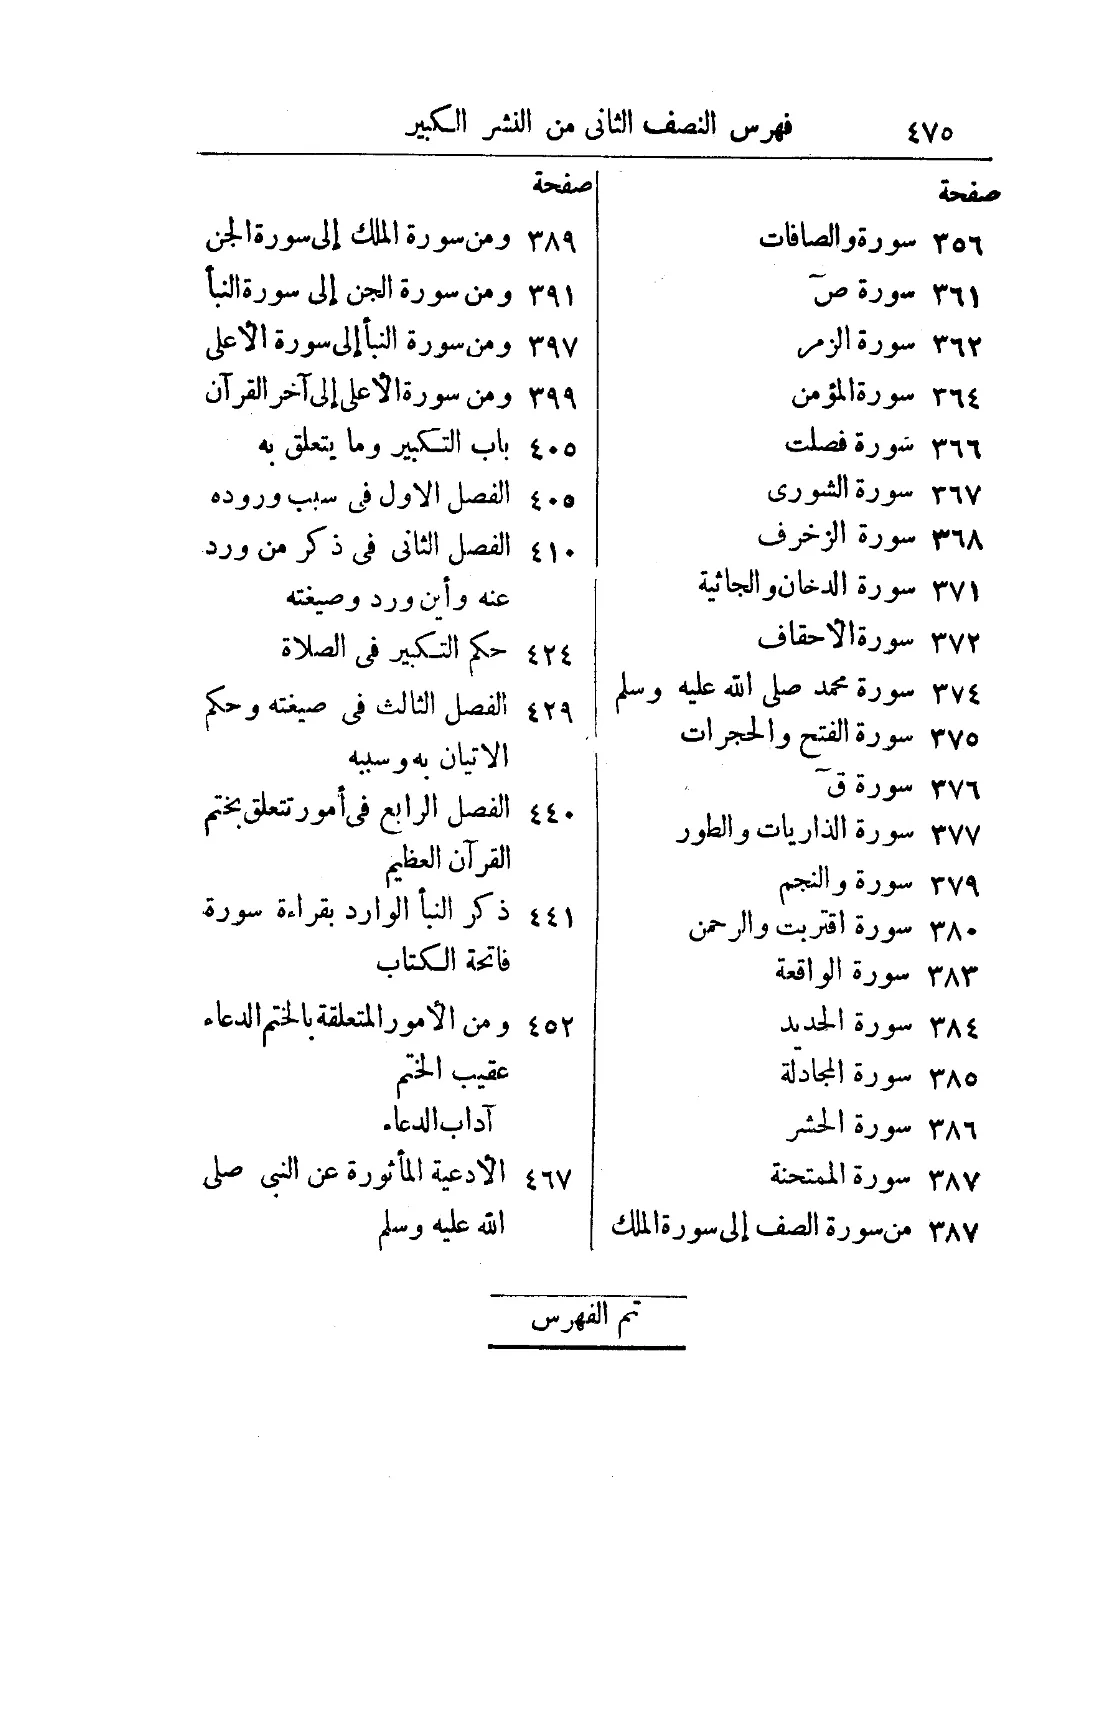 ٤٧٥ فهرس النصف الثانى من النشر الكبير
صفحة
٣٥٦ سورة والصافات
٣٦١ سورة صٓ
٣٦٢ سورة الزمر
٣٦٤ سورة المؤمن
٣٦٦ سورة فصلت
٣٦٧ سورة الشورى
٣٦٨ سورة الزخرف
٣٧١ سورة الدخان والجاثية
٣٧٢ سورة الأحقاف
٣٧٤ سورة محمد صلى الله عليه وسلم
٣٧٥ سورة الفتح والحجرات
٣٧٦ سورة قٓ
٣٧٧ سورة الذاريات والطور
٣٧٩ سورة والنجم
٣٨٠ سورة اقتربت والرحمن
٣٨٣ سورة الواقعة
٣٨٤ سورة الحديد
٣٨٥ سورة المجادلة
٣٨٦ سورة الحشر
٣٨٧ سورة الممتحنة
٣٨٧ من سورة الصف إلى سورة الملك
صفحة
٣٨٩ ومن سورة الملك إلى سورة الجن
٣٩١ ومن سورة الجن إلى سورة النبأ
٣٩٧ ومن سورة النبأ إلى سورة الأعلى
٣٩٩ ومن سورة الأعلى إلى آخر القرآن
٤٠٥ باب التكبير وما يتعلق به
٤٠٥ الفصل الاول فى سبب وروده
٤١٠ الفصل الثانى فى ذكر من ورد
عنه وأين ورد وصيغته
٤٢٤ حكم التكبير فى الصلاة
٤٢٩ الفصل الثالث فى صيغته وحكم
الاتيان به وسببه
٤٤٠ الفصل الرابع فى أمور تتعلق بختم
القرآن العظيم
٤٤١ ذكر النبأ الوارد بقراءة سورة
فاتحة الكتاب
٤٥٢ ومن الأمور المتعلقة بالختم الدعاء
عقيب الختم
آداب الدعاء
٤٦٧ الأدعية المأثورة عن النبى صلى
الله عليه وسلم
تم الفهرس